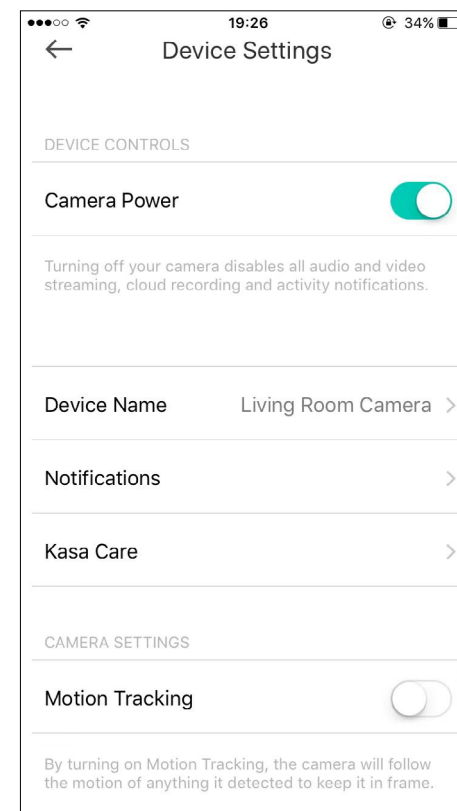 19:26 34%
Device Settings
DEVICE CONTROLS
Camera Power
Turning off your camera disables all audio and video
streaming, cloud recording and activity notifications.
Device Name Living Room Camera
Notifications
Kasa Care
CAMERA SETTINGS
Motion Tracking
By turning on Motion Tracking, the camera will follow
the motion of anything it detected to keep it in frame.